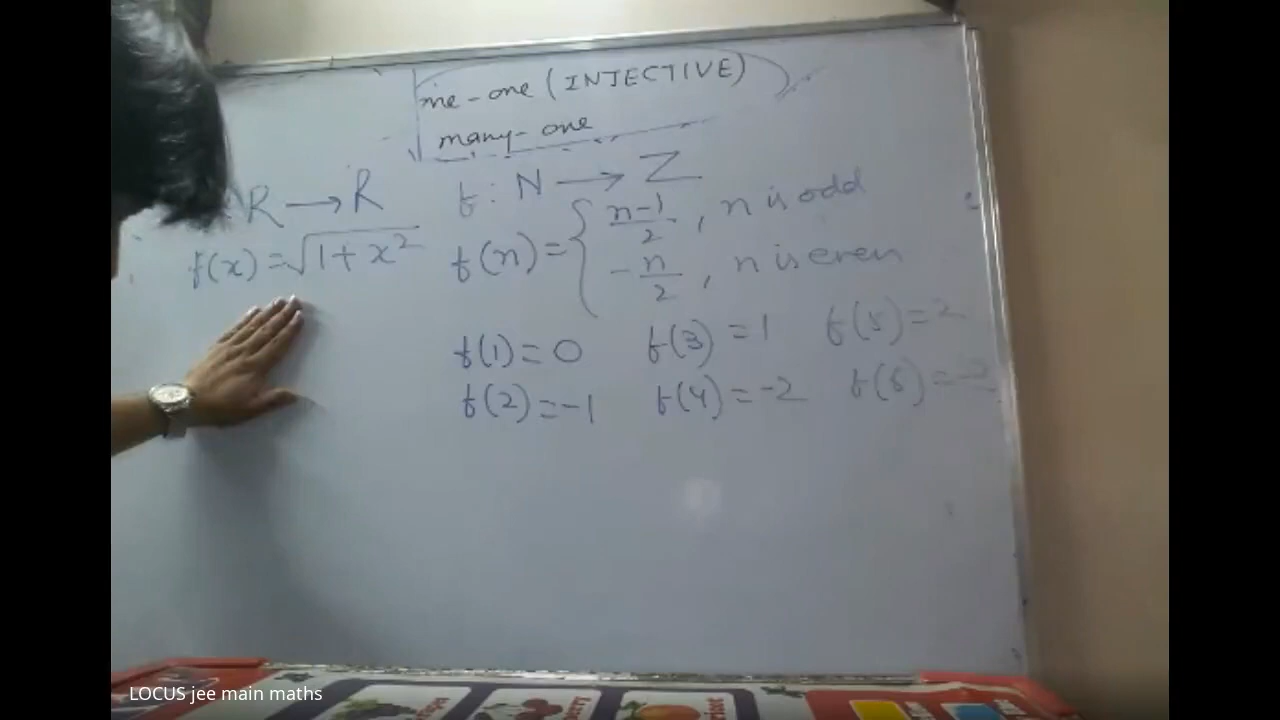 one-one (INJECTIVE)
many-one
R → R
f(x) = √1+x²
f : N → Z
f(n) = { n-1/2 , n is odd
-n/2 , n is even
f(1) = 0 f(3) = 1 f(5) = 2
f(2) = -1 f(4) = -2 f(6) =
LOCUS jee main maths